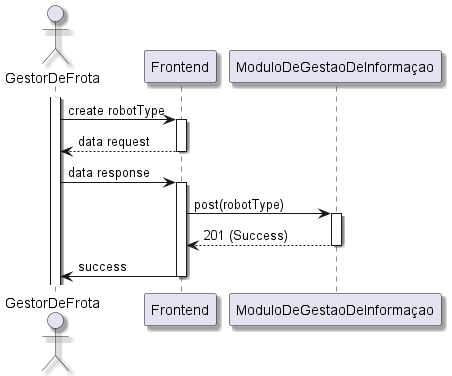 GestorDeFrota
Frontend
ModuloDeGestaoDeInformaçao
create robotType
data request
data response
post(robotType)
201 (Success)
success
GestorDeFrota
Frontend
ModuloDeGestaoDeInformaçao